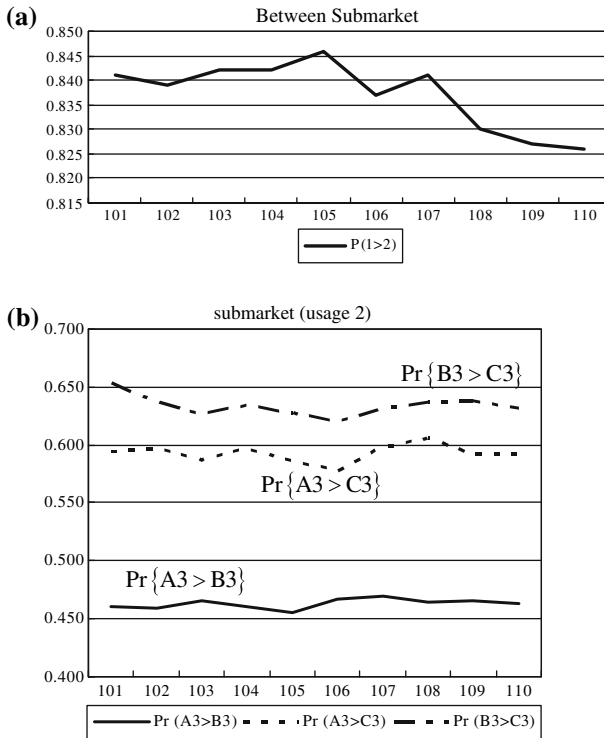 (a)
Between Submarket
0.850
0.845
0.840
0.835
0.830
0.825
0.820
0.815
101 102 103 104 105 106 107 108 109 110
P(1>2)
(b)
submarket (usage 2)
0.700
0.650
0.600
0.550
0.500
0.450
0.400
Pr{B3 > C3}
Pr{A3 > C3}
Pr{A3 > B3}
101 102 103 104 105 106 107 108 109 110
Pr (A3>B3) Pr (A3>C3) Pr (B3>C3)